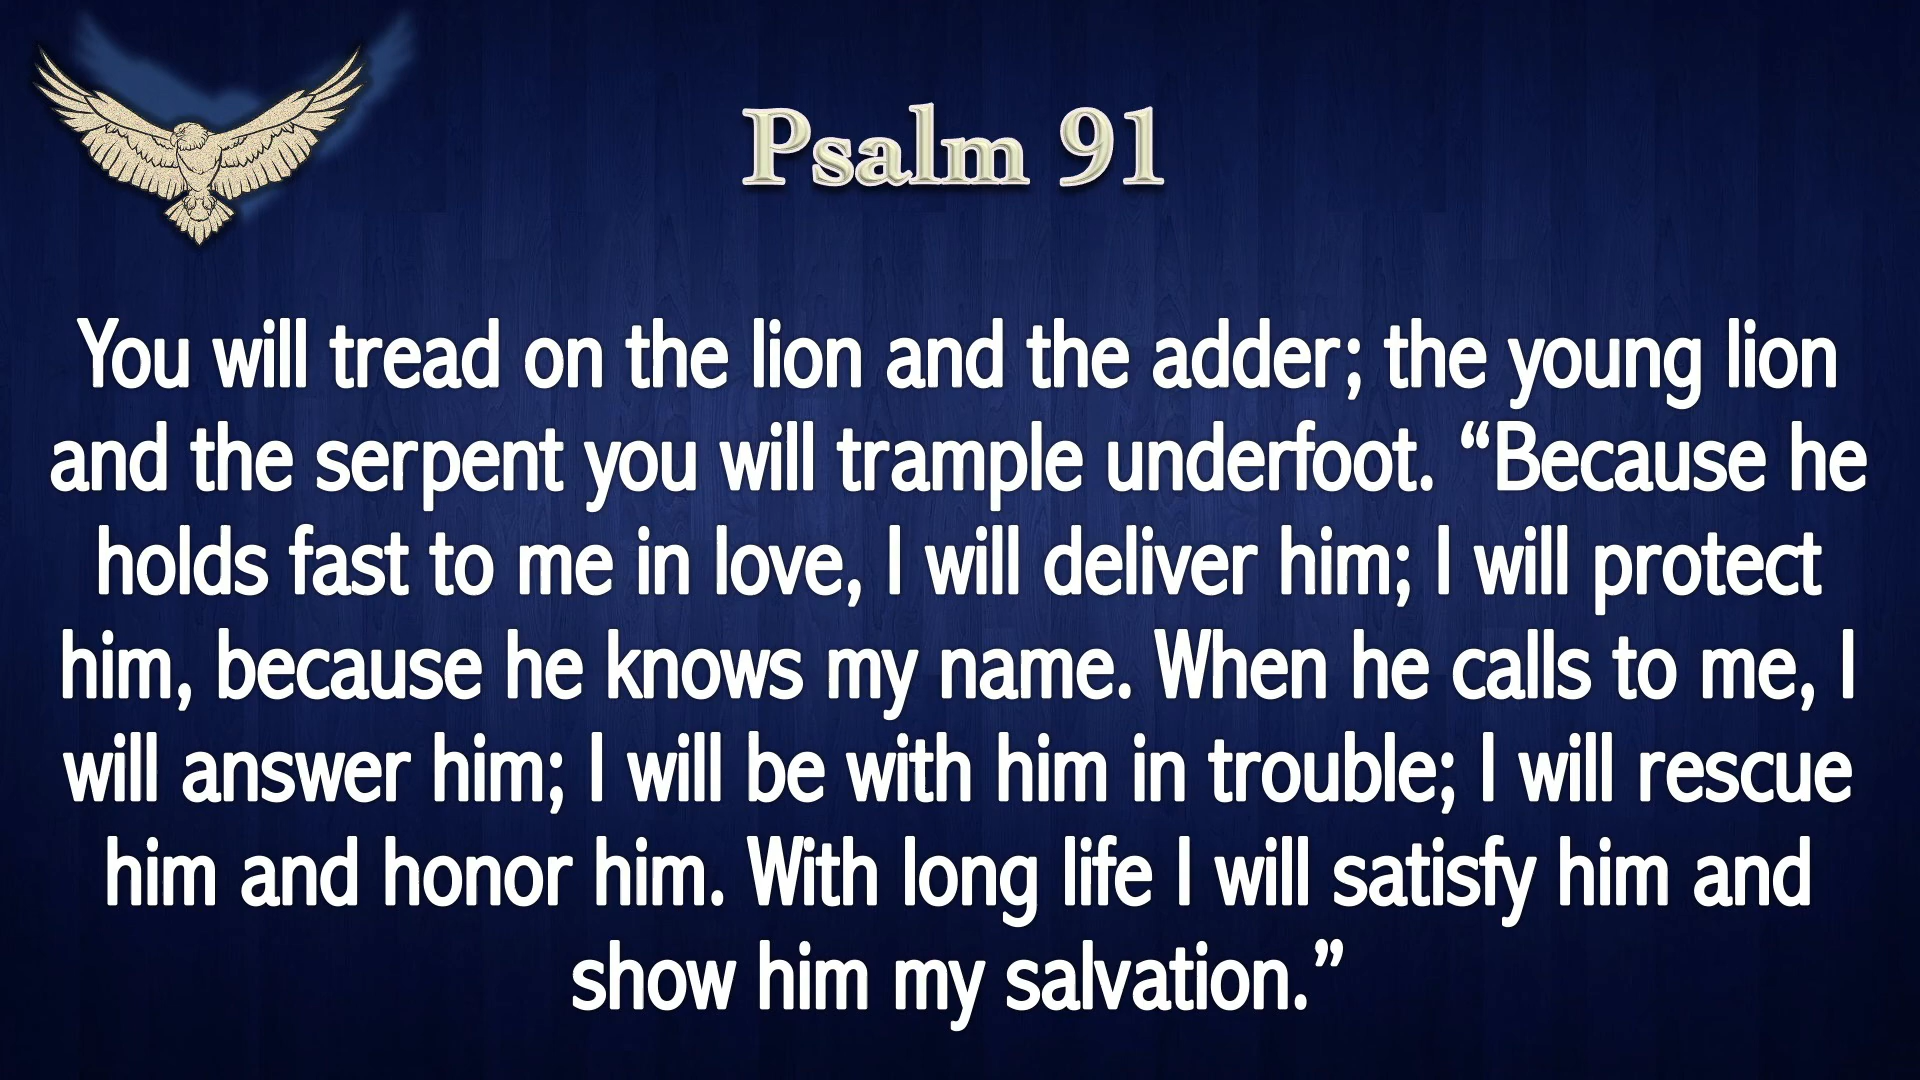 Psalm 91
You will tread on the lion and the adder; the young lion
and the serpent you will trample underfoot. “Because he
holds fast to me in love, I will deliver him; I will protect
him, because he knows my name. When he calls to me, I
will answer him; I will be with him in trouble; I will rescue
him and honor him. With long life I will satisfy him and
show him my salvation.”